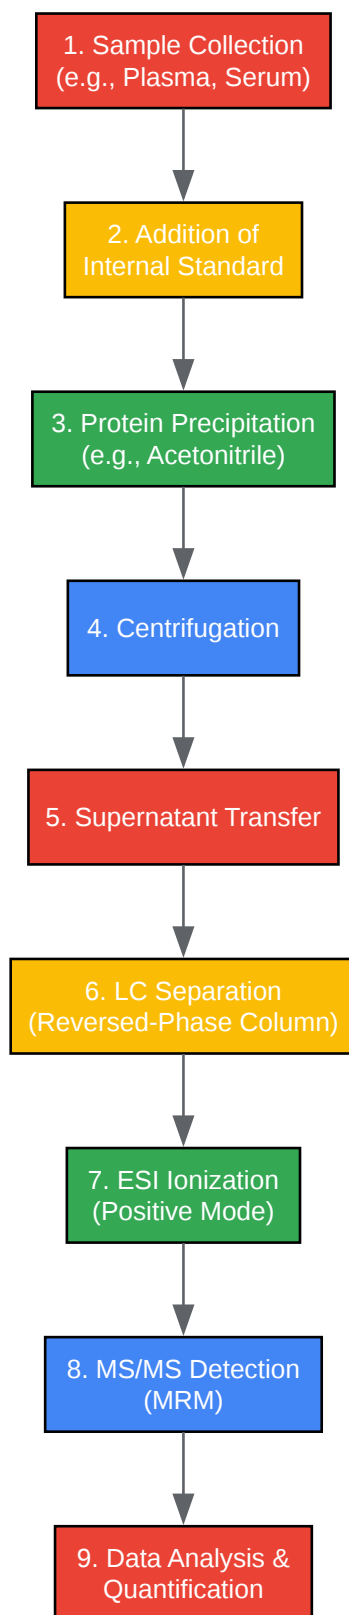 1. Sample Collection
(e.g., Plasma, Serum)
2. Addition of
Internal Standard
3. Protein Precipitation
(e.g., Acetonitrile)
4. Centrifugation
5. Supernatant Transfer
6. LC Separation
(Reversed-Phase Column)
7. ESI Ionization
(Positive Mode)
8. MS/MS Detection
(MRM)
9. Data Analysis &
Quantification